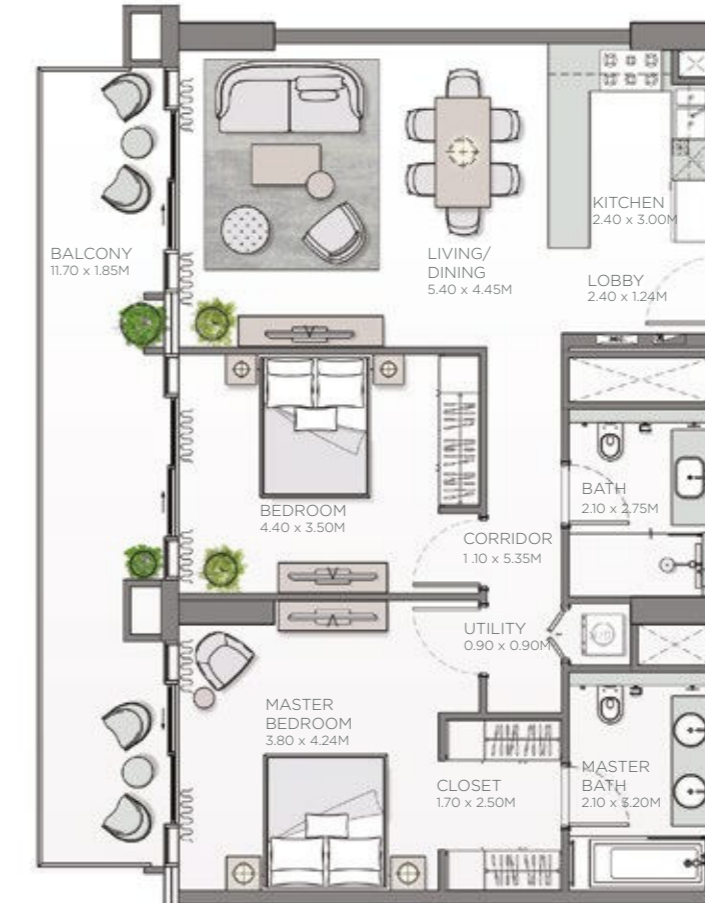 KITCHEN
2.40 x 3.00M
BALCONY
11.70 x 1.85M
LIVING/
DINING
5.40 x 4.45M
LOBBY
2.40 x 1.24M
BATH
2.10 x 2.75M
BEDROOM
4.40 x 3.50M
CORRIDOR
1.10 x 5.35M
UTILITY
0.90 x 0.90M
MASTER
BEDROOM
3.80 x 4.24M
CLOSET
1.70 x 2.50M
MASTER
BATH
2.10 x 3.20M